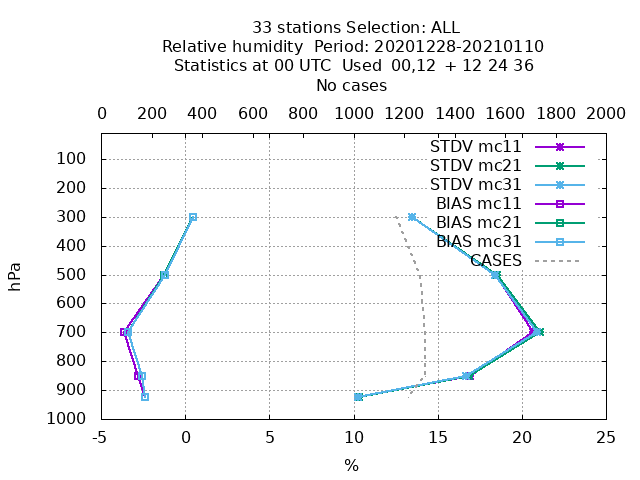 33 stations Selection: ALL
Relative humidity  Period: 20201228-20210110
Statistics at 00 UTC  Used  00,12  + 12 24 36
No cases
0 200 400 600 800 1000 1200 1400 1600 1800 2000
STDV mc11
STDV mc21
STDV mc31
BIAS mc11
BIAS mc21
BIAS mc31
CASES
100
200
300
400
500
600
700
800
900
1000
hPa
-5 0 5 10 15 20 25
%